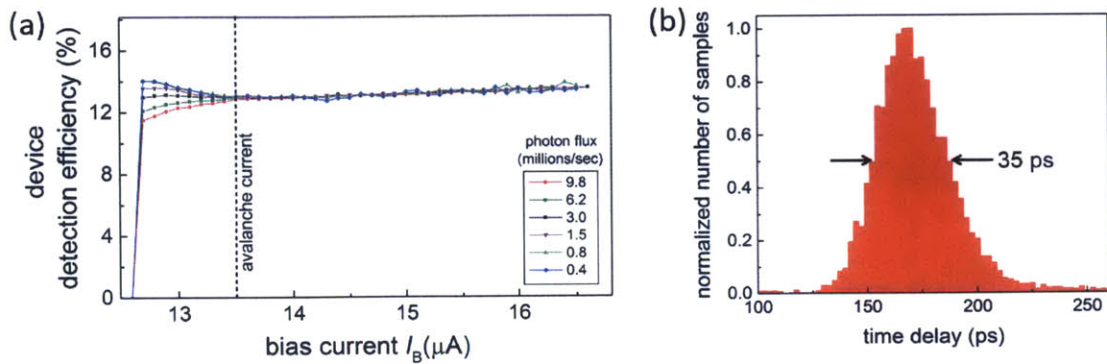 (a)
device
detection efficiency (%)
16
12
8
4
0
avalanche current
photon flux
(millions/sec)
9.8
6.2
3.0
1.5
0.8
0.4
13
14
15
16
bias current I_B(μA)
(b)
normalized number of samples
1.0
0.8
0.6
0.4
0.2
0.0
35 ps
100
150
200
250
time delay (ps)